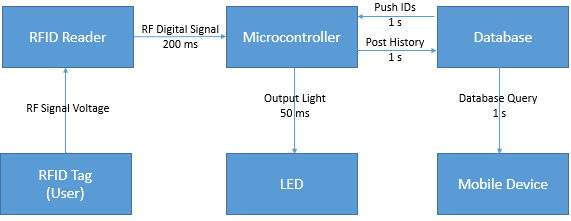 Push IDs
1 s
RFID Reader
RF Digital Signal
200 ms
Microcontroller
Post History
1 s
Database
RF Signal Voltage
Output Light
50 ms
Database Query
1 s
RFID Tag
(User)
LED
Mobile Device